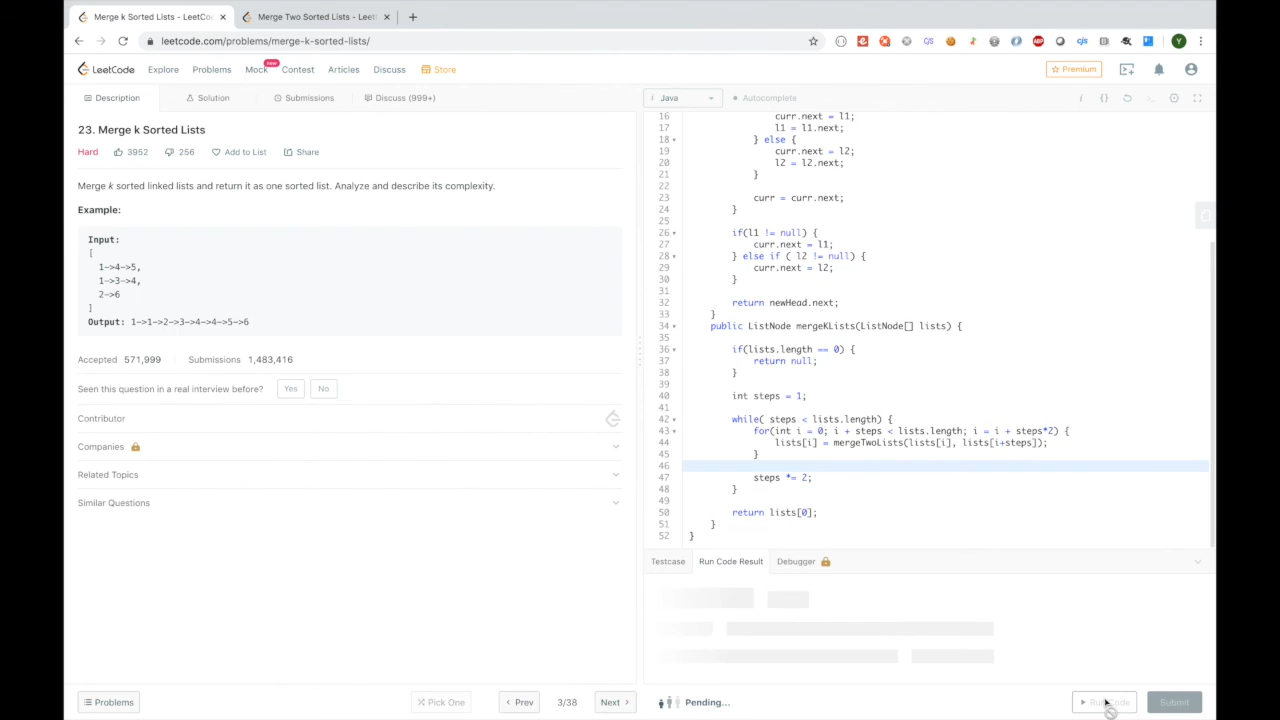 Merge k Sorted Lists - LeetCo
Merge Two Sorted Lists - Leet
leetcode.com/problems/merge-k-sorted-lists/
LeetCode
Explore
Problems
Mock
new
Contest
Articles
Discuss
Store
Premium
Description
Solution
Submissions
Discuss (999+)
i Java
Autocomplete
23. Merge k Sorted Lists
Hard
3952
256
Add to List
Share
Merge k sorted linked lists and return it as one sorted list. Analyze and describe its complexity.
Example:
Input:
[
1->4->5,
1->3->4,
2->6
]
Output: 1->1->2->3->4->4->5->6
Accepted 571,999
Submissions 1,483,416
Seen this question in a real interview before?
Yes
No
Contributor
Companies
Related Topics
Similar Questions
16 curr.next = l1;
17 l1 = l1.next;
18 } else {
19 curr.next = l2;
20 l2 = l2.next;
21 }
22
23 curr = curr.next;
24 }
25
26 if(l1 != null) {
27 curr.next = l1;
28 } else if ( l2 != null) {
29 curr.next = l2;
30 }
31
32 return newHead.next;
33 }
34 public ListNode mergeKLists(ListNode[] lists) {
35
36 if(lists.length == 0) {
37 return null;
38 }
39
40 int steps = 1;
41
42 while( steps < lists.length) {
43 for(int i = 0; i + steps < lists.length; i = i + steps*2) {
44 lists[i] = mergeTwoLists(lists[i], lists[i+steps]);
45 }
46
47 steps *= 2;
48 }
49
50 return lists[0];
51 }
52 }
Testcase
Run Code Result
Debugger
Problems
Pick One
Prev
3/38
Next
Pending...
Run Code
Submit